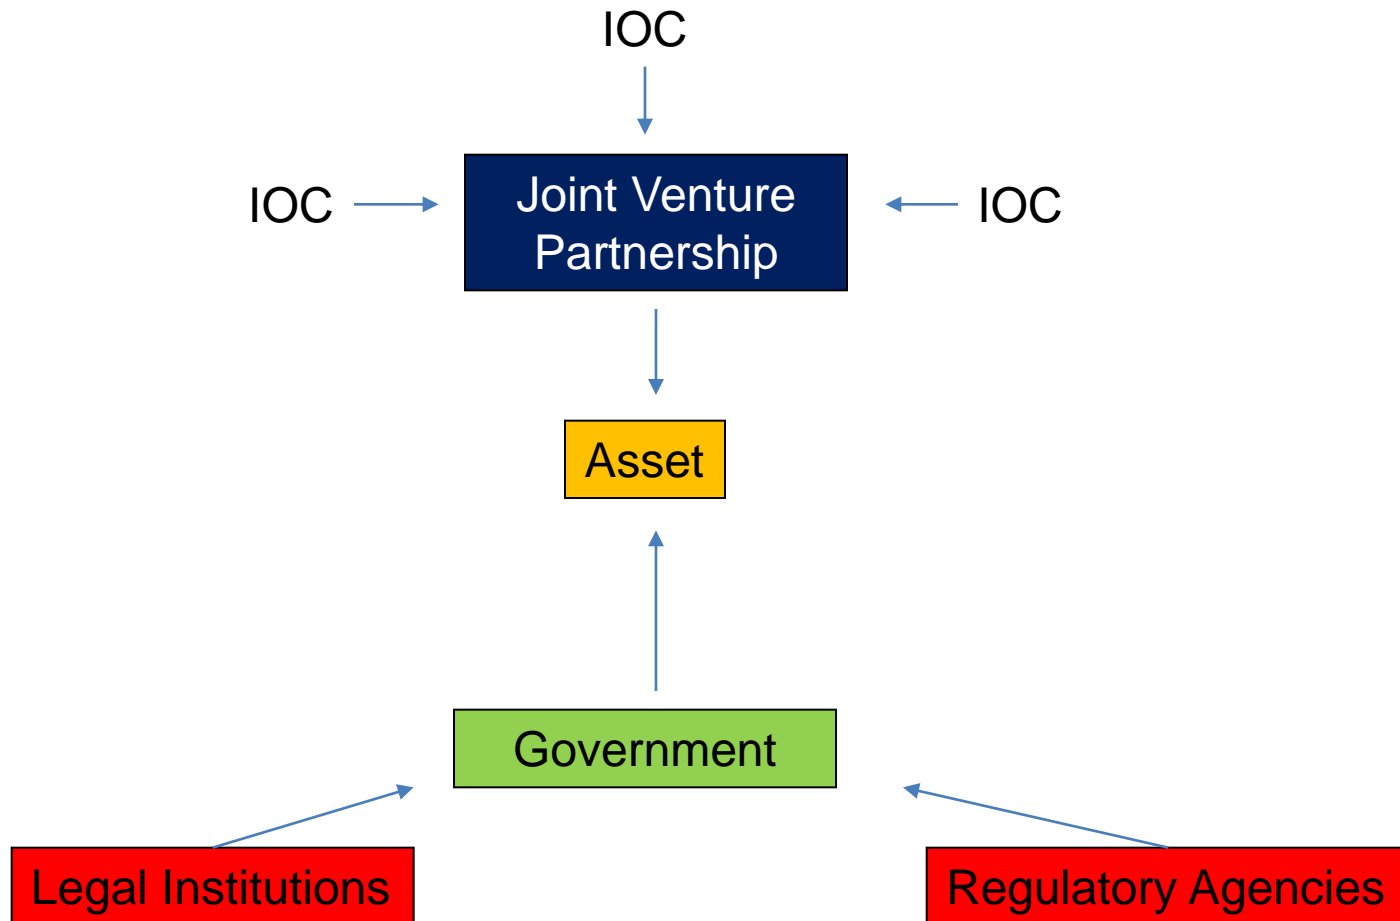 IOC
IOC
Joint Venture
Partnership
IOC
Asset
Government
Legal Institutions
Regulatory Agencies